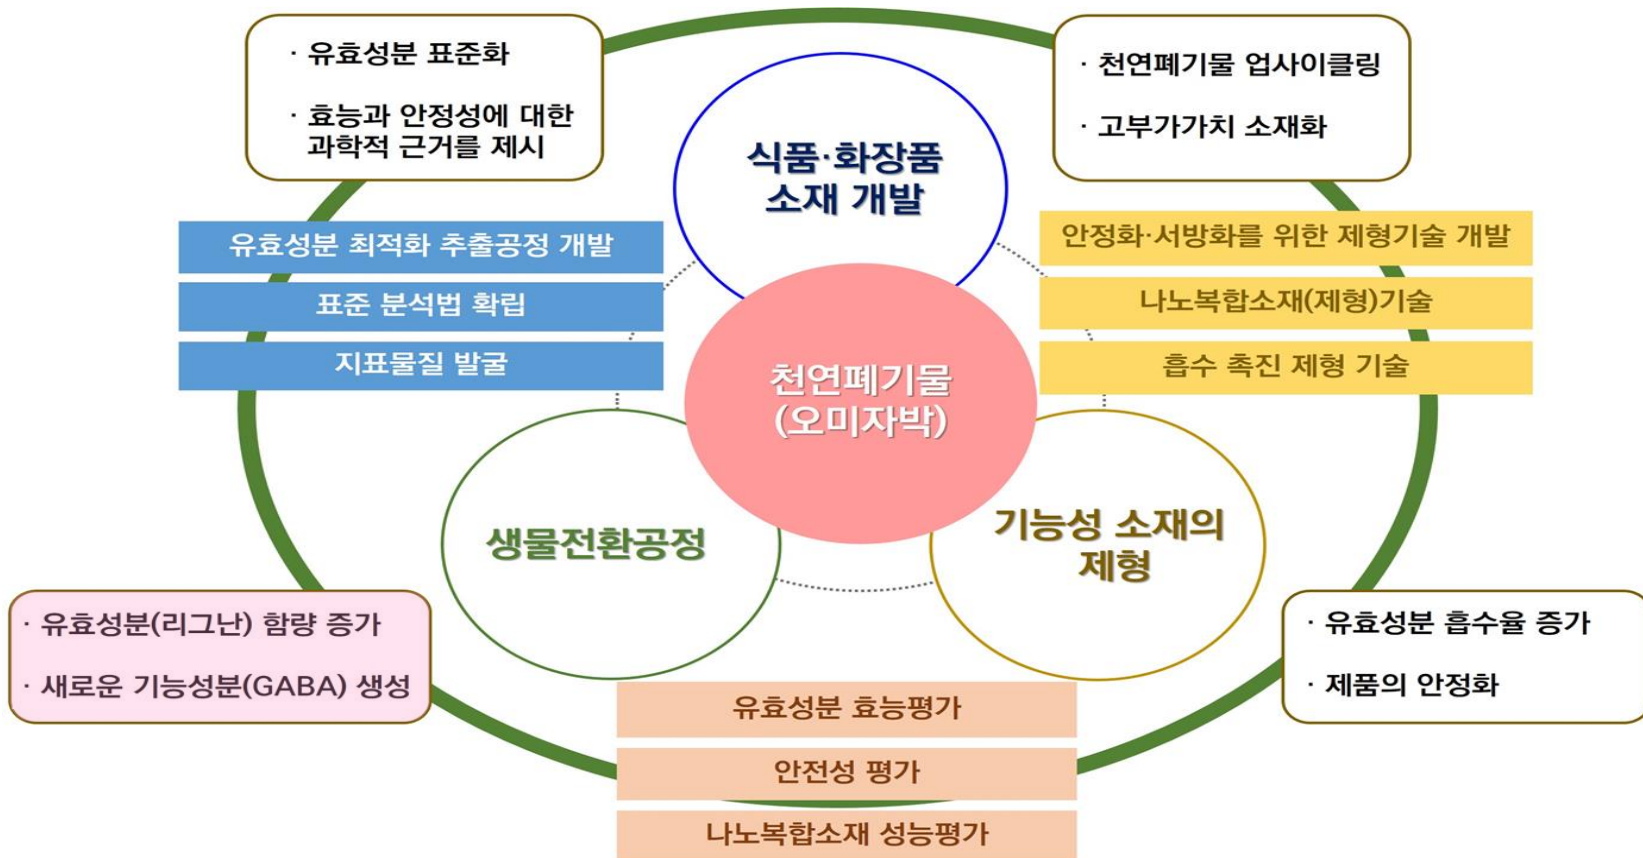 · 유효성분 표준화
· 효능과 안정성에 대한
과학적 근거를 제시
· 천연폐기물 업사이클링
· 고부가가치 소재화
식품·화장품
소재 개발
유효성분 최적화 추출공정 개발
표준 분석법 확립
지표물질 발굴
안정화·서방화를 위한 제형기술 개발
나노복합소재(제형)기술
흡수 촉진 제형 기술
천연폐기물
(오미자박)
생물전환공정
기능성 소재의
제형
· 유효성분(리그난) 함량 증가
· 새로운 기능성분(GABA) 생성
· 유효성분 흡수율 증가
· 제품의 안정화
유효성분 효능평가
안전성 평가
나노복합소재 성능평가